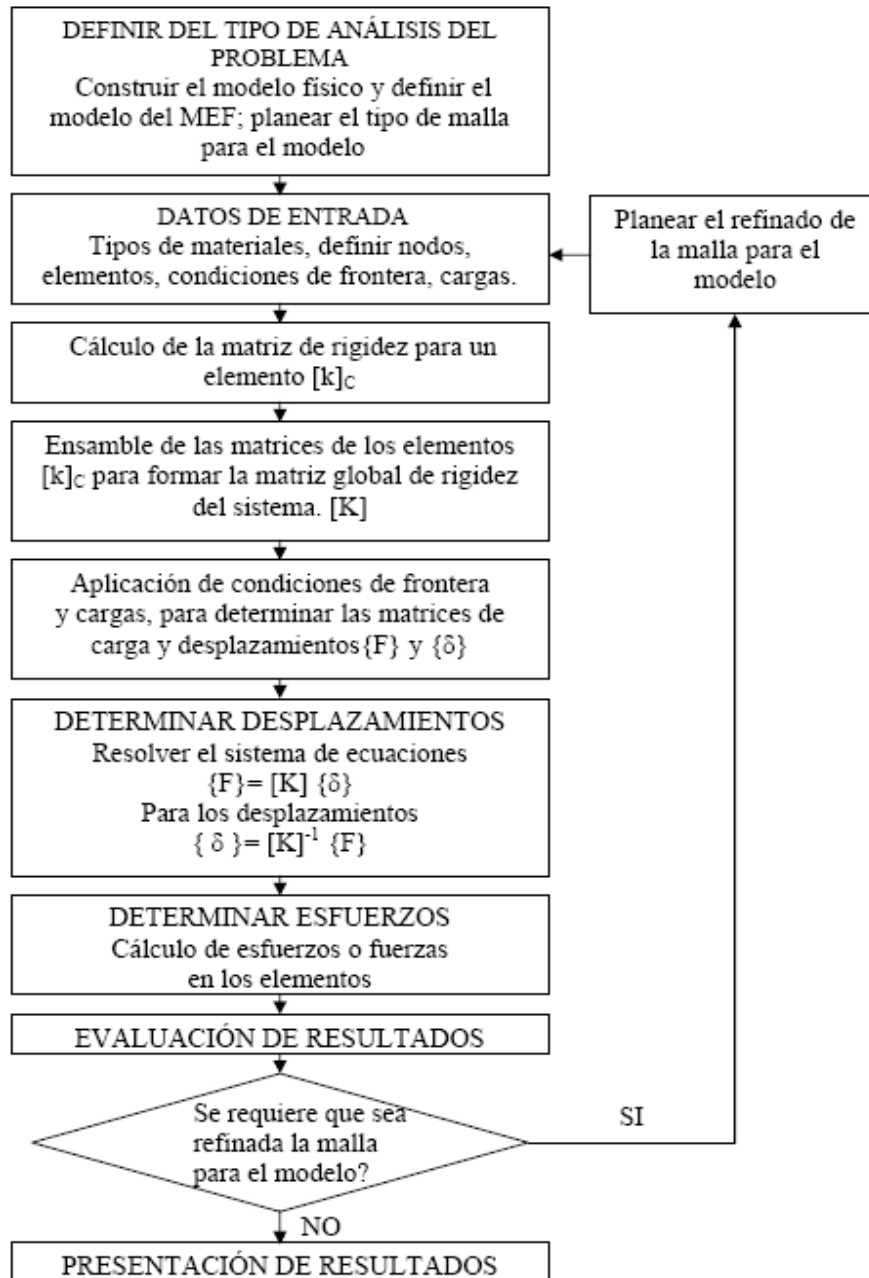 DEFINIR DEL TIPO DE ANÁLISIS DEL
PROBLEMA
Construir el modelo físico y definir el
modelo del MEF; planear el tipo de malla
para el modelo
DATOS DE ENTRADA
Tipos de materiales, definir nodos,
elementos, condiciones de frontera, cargas.
Planear el refinado de
la malla para el
modelo
Cálculo de la matriz de rigidez para un
elemento [k]C
Ensamble de las matrices de los elementos
[k]C para formar la matriz global de rigidez
del sistema. [K]
Aplicación de condiciones de frontera
y cargas, para determinar las matrices de
carga y desplazamientos{F} y {δ}
DETERMINAR DESPLAZAMIENTOS
Resolver el sistema de ecuaciones
{F}= [K] {δ}
Para los desplazamientos
{ δ }= [K]-1 {F}
DETERMINAR ESFUERZOS
Cálculo de esfuerzos o fuerzas
en los elementos
EVALUACIÓN DE RESULTADOS
Se requiere que sea
refinada la malla
para el modelo?
SI
NO
PRESENTACIÓN DE RESULTADOS